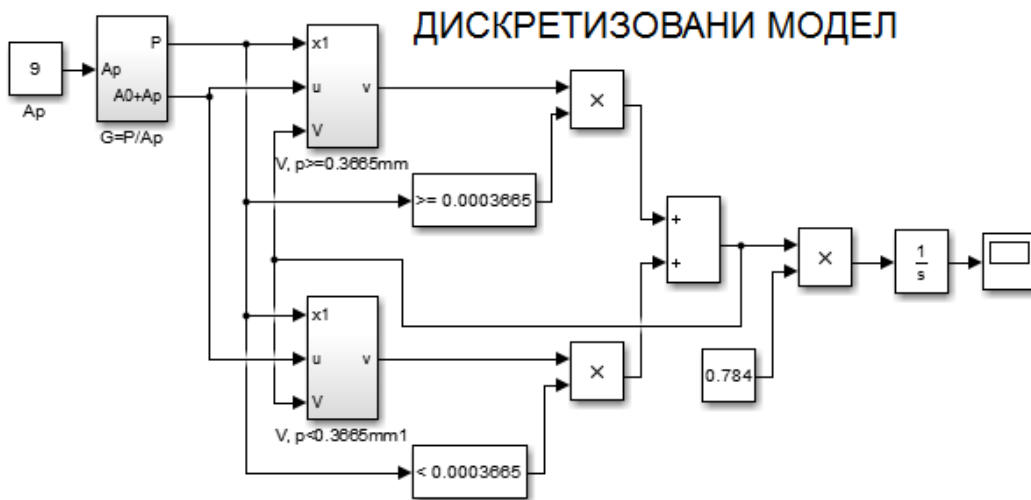 ДИСКРЕТИЗОВАНИ МОДЕЛ
9
Ap
Ap
P
A0+Ap
G=P/Ap
x1
u
V
v
V, p>=0.3665mm
×
>= 0.0003665
+
+
×
1
s
0.784
x1
u
V
v
V, p<0.3665mm1
×
< 0.0003665